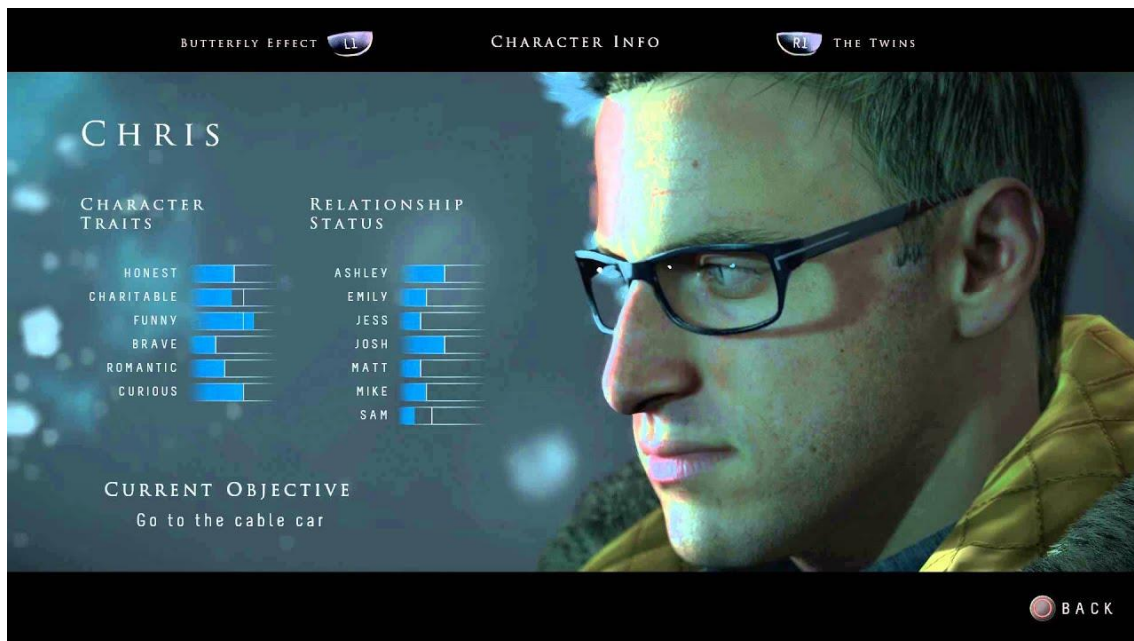 BUTTERFLY EFFECT L1 CHARACTER INFO R1 THE TWINS
CHRIS
CHARACTER
TRAITS
HONEST
CHARITABLE
FUNNY
BRAVE
ROMANTIC
CURIOUS
RELATIONSHIP
STATUS
ASHLEY
EMILY
JESS
JOSH
MATT
MIKE
SAM
CURRENT OBJECTIVE
Go to the cable car
BACK